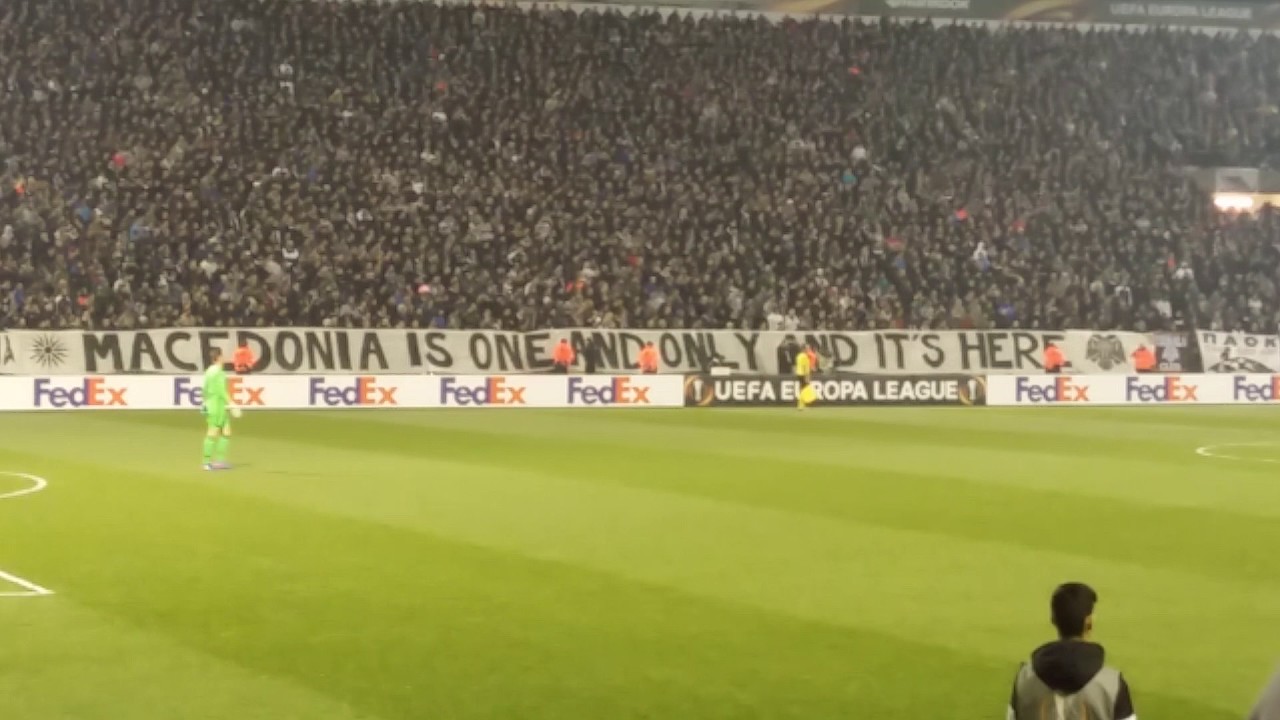 UEFA EUROPA LEAGUE
MACEDONIA IS ONE AND ONLY AND IT'S HERE
ΠΑΟΚ
FedEx FedEx FedEx FedEx FedEx UEFA EUROPA LEAGUE FedEx FedEx FedEx